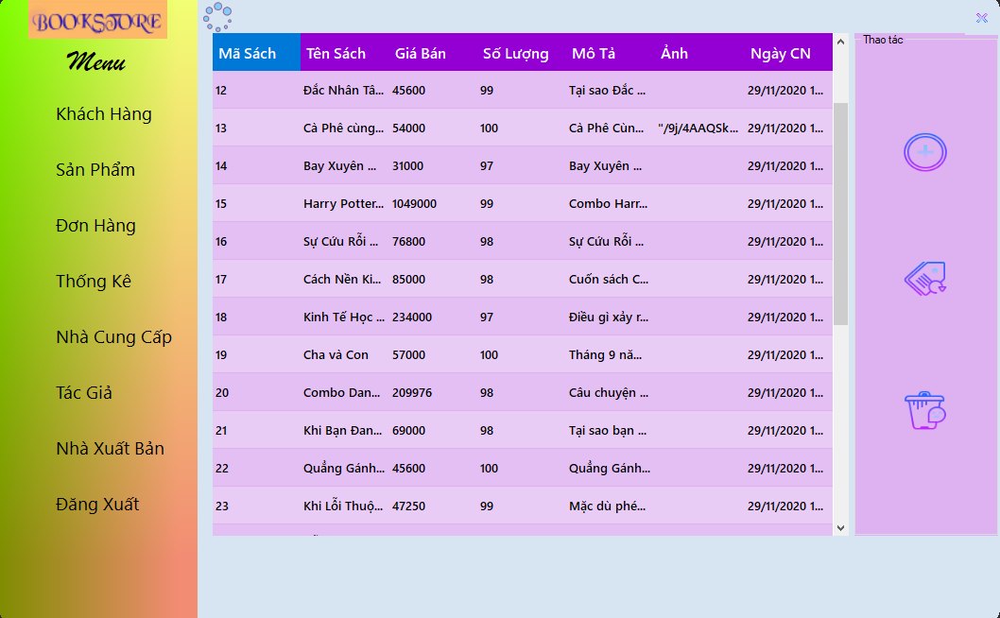 BOOKSTORE
Menu
Khách Hàng
Sản Phẩm
Đơn Hàng
Thống Kê
Nhà Cung Cấp
Tác Giả
Nhà Xuất Bản
Đăng Xuất
Mã Sách Tên Sách Giá Bán Số Lượng Mô Tả Ảnh Ngày CN
12 Đắc Nhân Tâ... 45600 99 Tại sao Đắc ... 29/11/2020 1...
13 Cà Phê cùng... 54000 100 Cà Phê Cùn... "/9j/4AAQSk... 29/11/2020 1...
14 Bay Xuyên ... 31000 97 Bay Xuyên ... 29/11/2020 1...
15 Harry Potter... 1049000 99 Combo Harr... 29/11/2020 1...
16 Sự Cứu Rỗi ... 76800 98 Sự Cứu Rỗi ... 29/11/2020 1...
17 Cách Nền Ki... 85000 98 Cuốn sách C... 29/11/2020 1...
18 Kinh Tế Học ... 234000 97 Điều gi xảy r... 29/11/2020 1...
19 Cha và Con 57000 100 Tháng 9 nă... 29/11/2020 1...
20 Combo Dan... 209976 98 Câu chuyện ... 29/11/2020 1...
21 Khi Bạn Đan... 69000 98 Tại sao bạn ... 29/11/2020 1...
22 Quẳng Gánh... 45600 100 Quẳng Gánh... 29/11/2020 1...
23 Khi Lỗi Thuộ... 47250 99 Mặc dù phé... 29/11/2020 1...
Thao tác